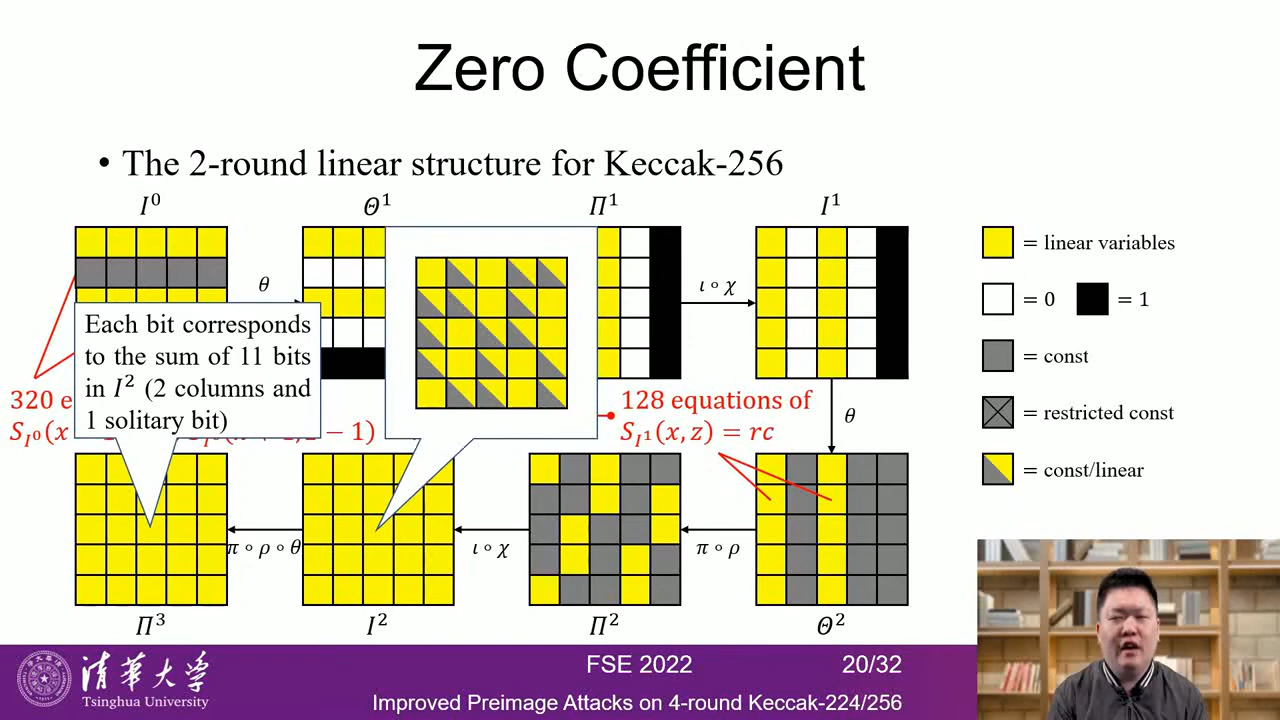 Zero Coefficient
• The 2-round linear structure for Keccak-256
I⁰
Θ¹
Π¹
I¹
θ
ι ∘ χ
= linear variables
= 0
= 1
= const
= restricted const
= const/linear
Each bit corresponds
to the sum of 11 bits
in I² (2 columns and
1 solitary bit)
320 e
S_{I⁰}(x
− 1)
128 equations of
S_{I¹}(x, z) = rc
θ
π ∘ ρ ∘ θ
ι ∘ χ
π ∘ ρ
Π³
I²
Π²
Θ²
清華大学
Tsinghua University
FSE 2022
20/32
Improved Preimage Attacks on 4-round Keccak-224/256